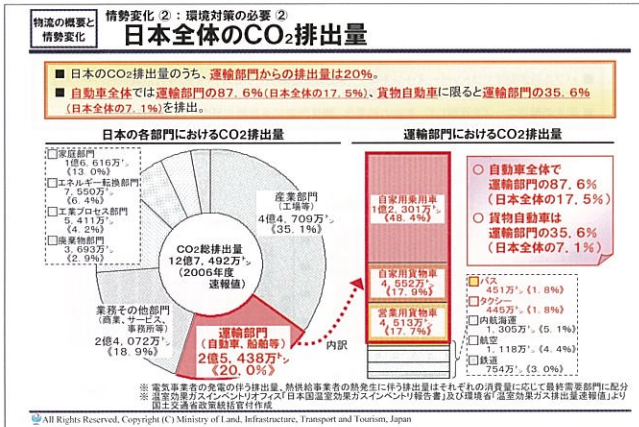 物流の概要と
情勢変化
情勢変化 ②：環境対策の必要 ②
日本全体のCO₂排出量
■ 日本のCO₂排出量のうち、運輸部門からの排出量は20%。
■ 自動車全体では運輸部門の87.6%(日本全体の17.5%)、貨物自動車に限ると運輸部門の35.6%
(日本全体の7.1%)を排出。
日本の各部門におけるCO2排出量
□家庭部門
1億6,616万㌧
《13.0%》
□エネルギー転換部門
7,550万㌧
《6.4%》
□工業プロセス部門
5,411万㌧
《4.2%》
□廃棄物部門
3,693万㌧
《2.9%》
産業部門
(工場等)
4億4,709万㌧
《35.1%》
CO2総排出量
12億7,492万㌧
(2006年度
速報値)
業務その他部門
(商業、サービス、
事務所等)
2億4,072万㌧
《18.9%》
運輸部門
(自動車、船舶等)
2億5,438万㌧
《20.0%》
内訳
運輸部門におけるCO2排出量
自家用乗用車
1億2,301万㌧
《48.4%》
自家用貨物車
4,552万㌧
《17.9%》
営業用貨物車
4,513万㌧
《17.7%》
○ 自動車全体で
運輸部門の87.6%
(日本全体の17.5%)
○ 貨物自動車は
運輸部門の35.6%
(日本全体の7.1%)
□バス
451万㌧《1.8%》
□タクシー
445万㌧《1.8%》
□内航海運
1,305万㌧《5.1%》
□航空
1,118万㌧《4.4%》
□鉄道
754万㌧《3.0%》
※ 電気事業者の発電の伴う排出量、熱供給事業者の熱発生に伴う排出量はそれぞれの消費量に応じて最終需要部門に配分
※ 温室効果ガスインベントリオフィス「日本国温室効果ガスインベントリ報告書」及び環境省「温室効果ガス排出量速報値」より
国土交通省政策統括官付作成
All Rights Reserved, Copyright (C) Ministry of Land, Infrastructure, Transport and Tourism, Japan